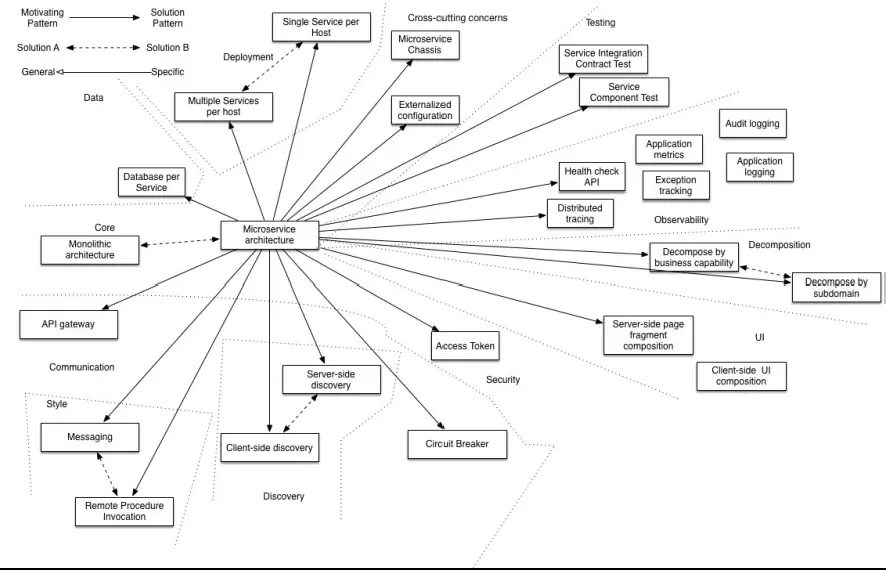 Motivating
Pattern
Solution
Pattern
Solution A
Solution B
General
Specific
Data
Deployment
Single Service per
Host
Multiple Services
per host
Cross-cutting concerns
Microservice
Chassis
Externalized
configuration
Testing
Service Integration
Contract Test
Service
Component Test
Audit logging
Application
metrics
Application
logging
Health check
API
Exception
tracking
Distributed
tracing
Observability
Database per
Service
Core
Monolithic
architecture
Microservice
architecture
Decomposition
Decompose by
business capability
Decompose by
subdomain
API gateway
Access Token
Server-side page
fragment
composition
UI
Client-side UI
composition
Communication
Server-side
discovery
Security
Style
Messaging
Client-side discovery
Circuit Breaker
Discovery
Remote Procedure
Invocation